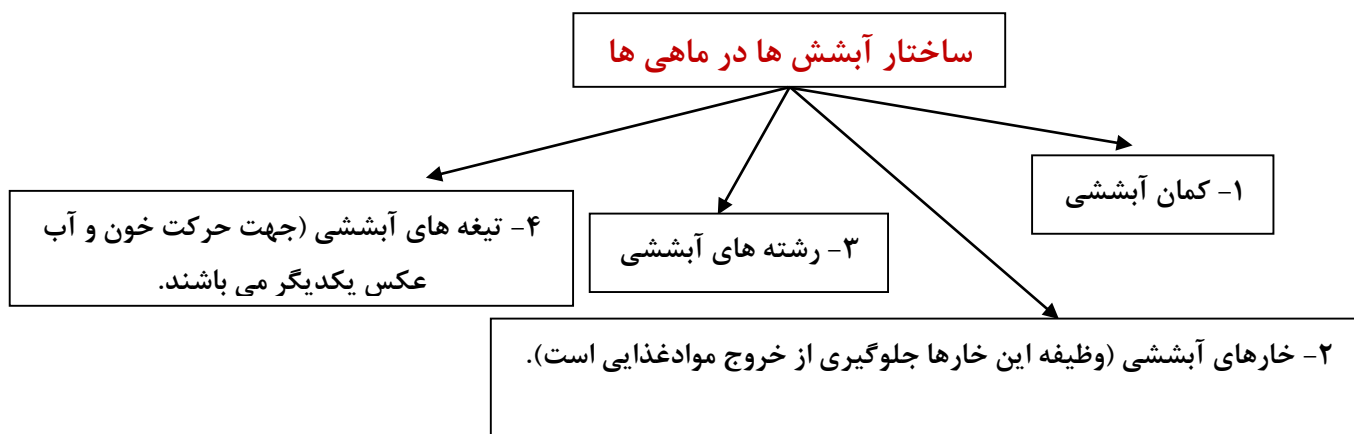 ساختار آبشش ها در ماهی ها
۱- کمان آبششی
۳- رشته های آبششی
۴- تیغه های آبششی (جهت حرکت خون و آب
عکس یکدیگر می باشند.
۲- خارهای آبششی (وظیفه این خارها جلوگیری از خروج موادغذایی است).